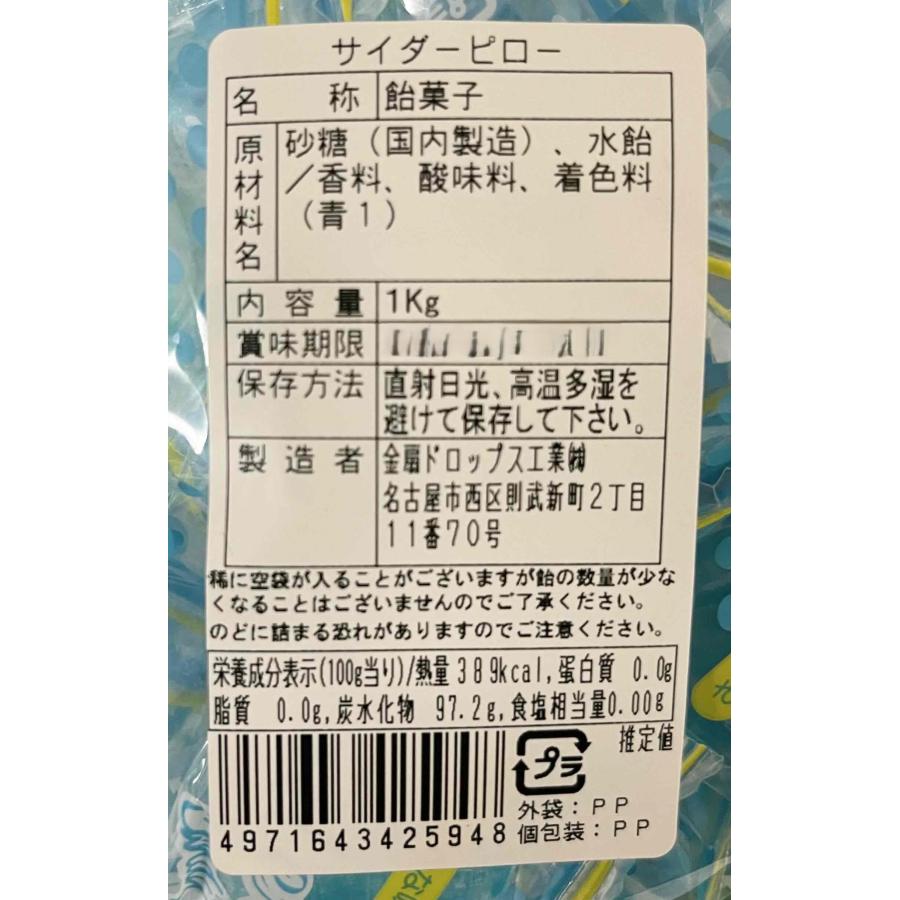 サイダーピロー
名称 飴菓子
原材料名 砂糖（国内製造）、水飴
／香料、酸味料、着色料
（青１）
内容量 1Kg
賞味期限
保存方法 直射日光、高温多湿を
避けて保存して下さい。
製造者 金扇ドロップス工業㈱
名古屋市西区則武新町２丁目
１１番７０号
稀に空袋が入ることがございますが飴の数量が少な
くなることはございませんのでご了承ください。
のどに詰まる恐れがありますのでご注意ください。
栄養成分表示(100g当り)/熱量 389kcal,蛋白質 0.0g
脂質 0.0g,炭水化物 97.2g,食塩相当量0.00g
推定値
プラ
外袋：ＰＰ
個包装：ＰＰ
4971643425948